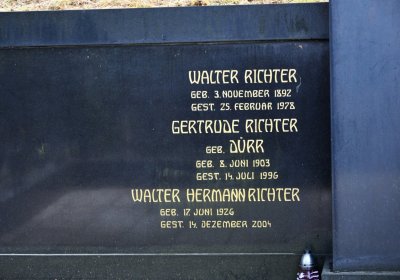 WALTER RICHTER
GEB. 3. NOVEMBER 1892
GEST. 25. FEBRUAR 1978
GERTRUDE RICHTER
GEB. DÜRR
GEB. 8. JUNI 1903
GEST. 14. JULI 1996
WALTER HERMANN RICHTER
GEB. 17. JUNI 1926
GEST. 14. DEZEMBER 2004